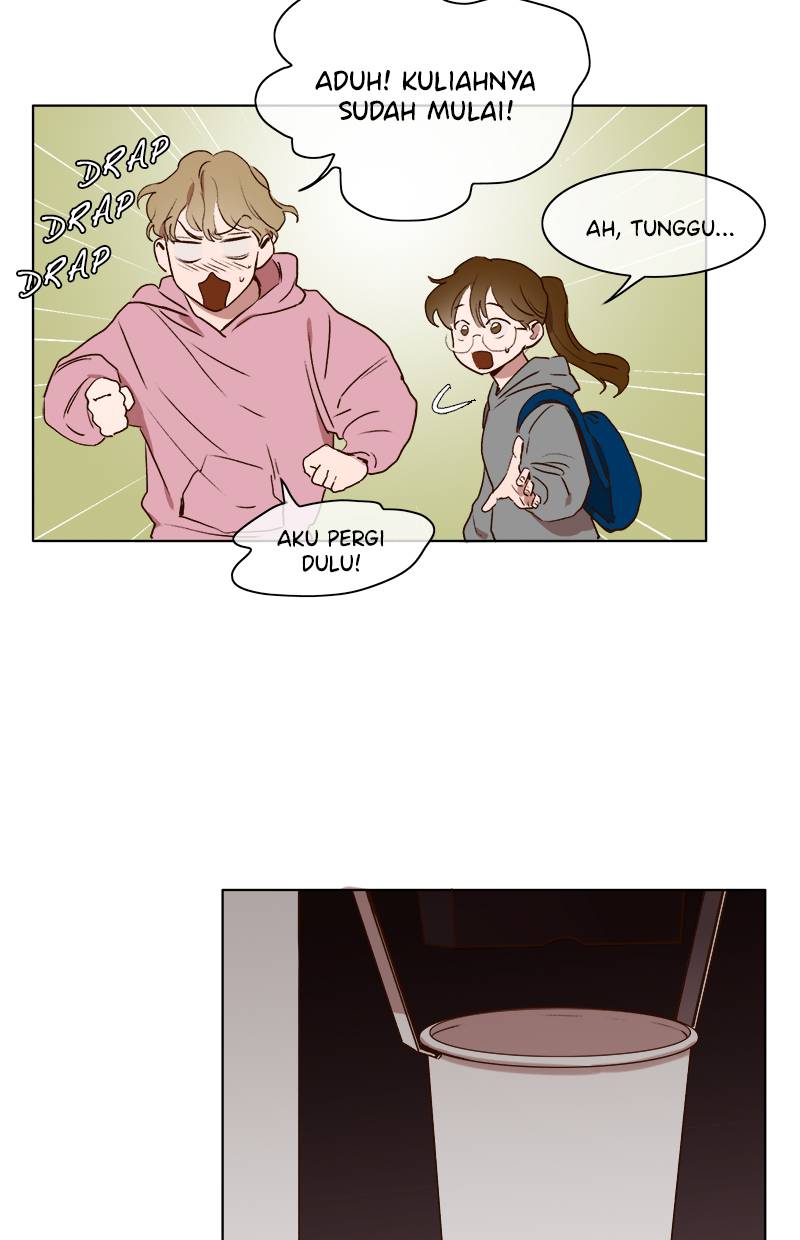 ADUH! KULIAHNYA
SUDAH MULAI!
DRAP
DRAP
DRAP
AH, TUNGGU...
AKU PERGI
DULU!